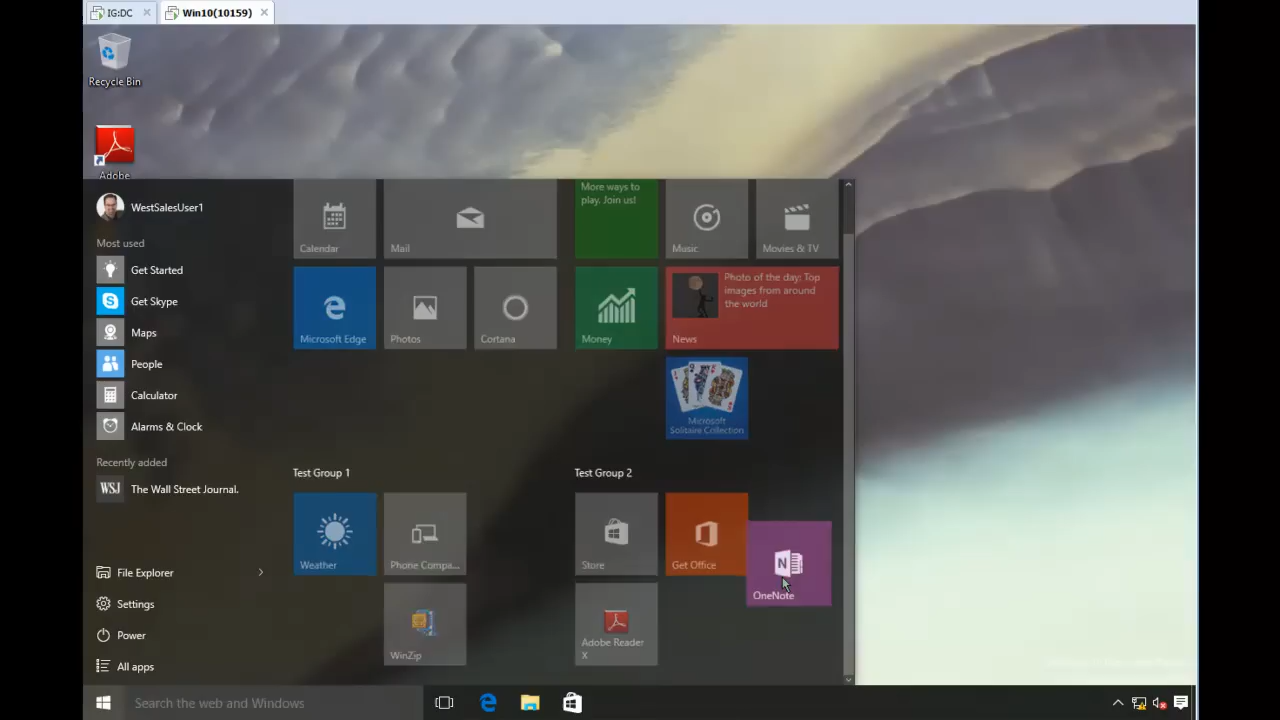 IG:DC
Win10(10159)
Recycle Bin
Adobe
WestSalesUser1
Most used
Get Started
Get Skype
Maps
People
Calculator
Alarms & Clock
Recently added
WSJ
The Wall Street Journal.
File Explorer
Settings
Power
All apps
Calendar
Mail
More ways to
play. Join us!
Music
Movies & TV
Microsoft Edge
Photos
Cortana
Money
Photo of the day: Top
images from around
the world
News
Microsoft
Solitaire Collection
Test Group 1
Test Group 2
Weather
Phone Compa...
Store
Get Office
OneNote
WinZip
Adobe Reader
X
Search the web and Windows